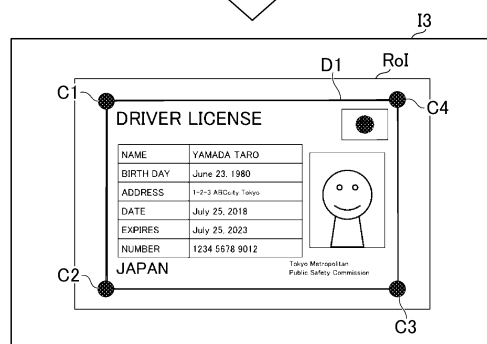 I3
RoI
D1
C1
C4
DRIVER LICENSE
NAME YAMADA TARO
BIRTH DAY June 23, 1980
ADDRESS 1-2-3 ABCcity Tokyo
DATE July 25, 2018
EXPIRES July 25, 2023
NUMBER 1234 5678 9012
JAPAN
Tokyo Metropolitan
Public Safety Commission
C2
C3